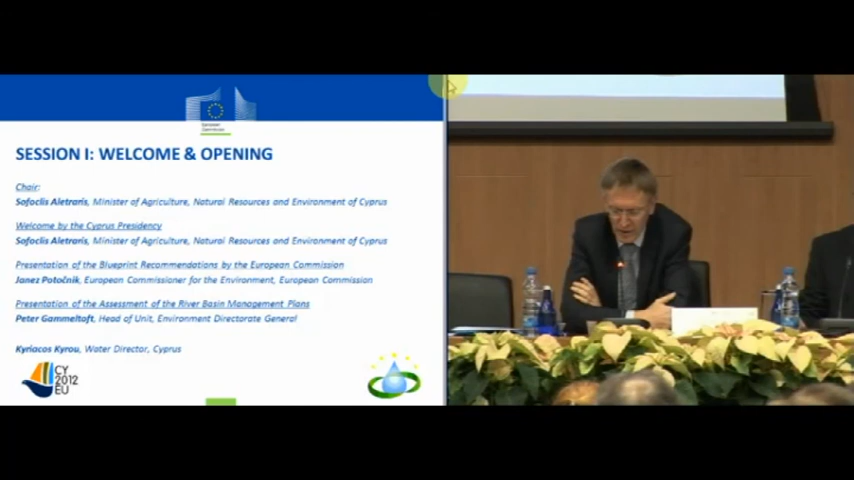 European
Commission
SESSION I: WELCOME & OPENING
Chair:
Sofoclis Aletraris, Minister of Agriculture, Natural Resources and Environment of Cyprus
Welcome by the Cyprus Presidency
Sofoclis Aletraris, Minister of Agriculture, Natural Resources and Environment of Cyprus
Presentation of the Blueprint Recommendations by the European Commission
Janez Potočnik, European Commissioner for the Environment, European Commission
Presentation of the Assessment of the River Basin Management Plans
Peter Gammeltoft, Head of Unit, Environment Directorate General
Kyriacos Kyrou, Water Director, Cyprus
CY
2012
EU